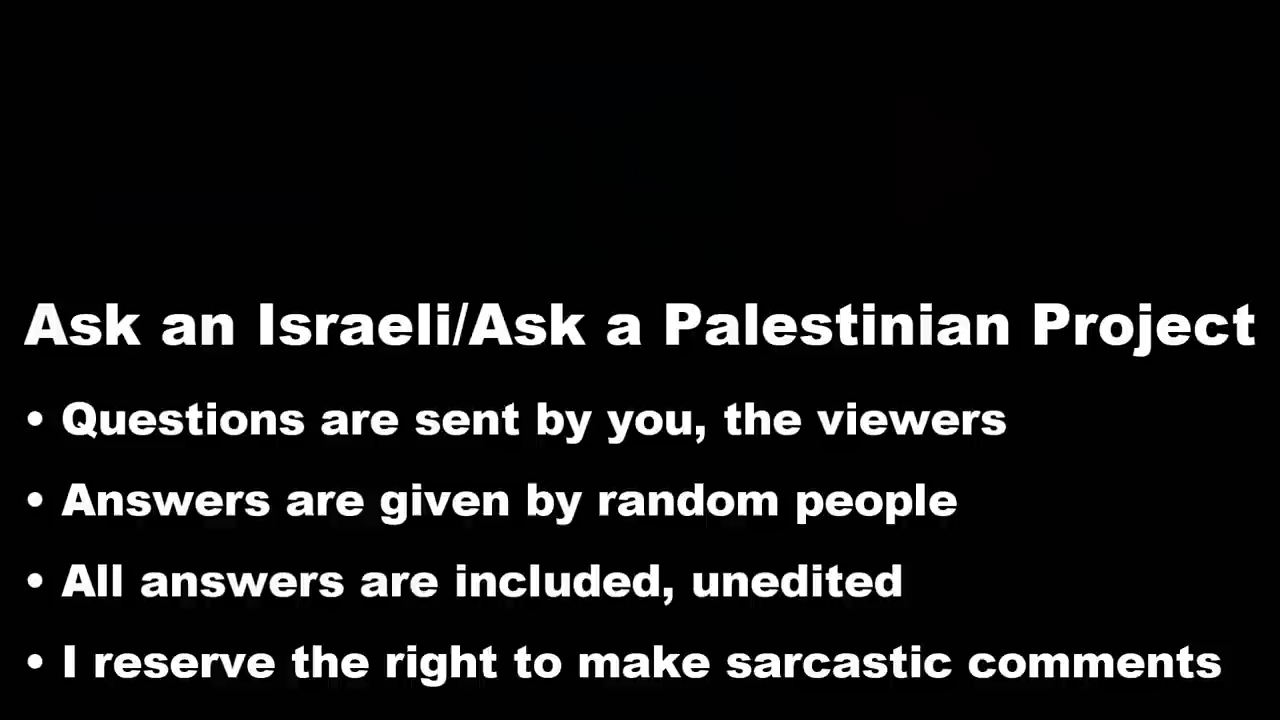 Ask an Israeli/Ask a Palestinian Project
• Questions are sent by you, the viewers
• Answers are given by random people
• All answers are included, unedited
• I reserve the right to make sarcastic comments